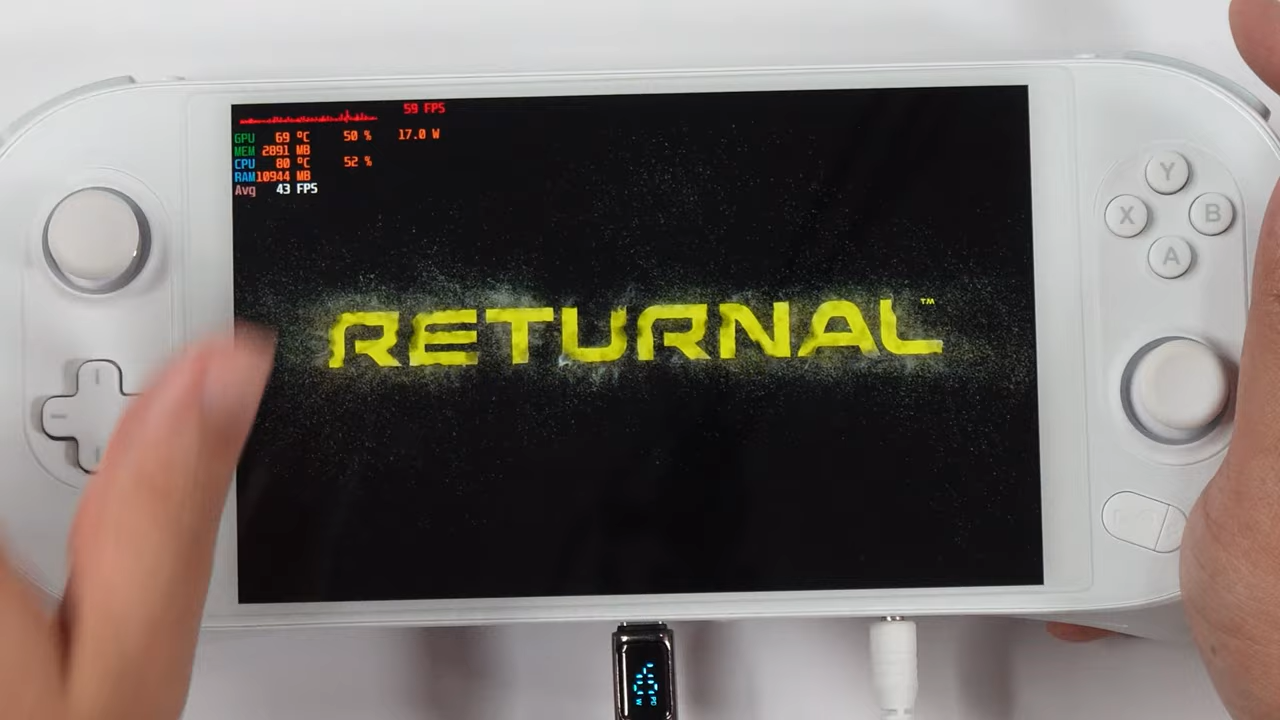 59 FPS
GPU 69 °C 50 % 17.0 W
MEM 2891 MB
CPU 80 °C 52 %
RAM 10944 MB
Avg 43 FPS
RETURNAL™
Y
X B
A
PD
W